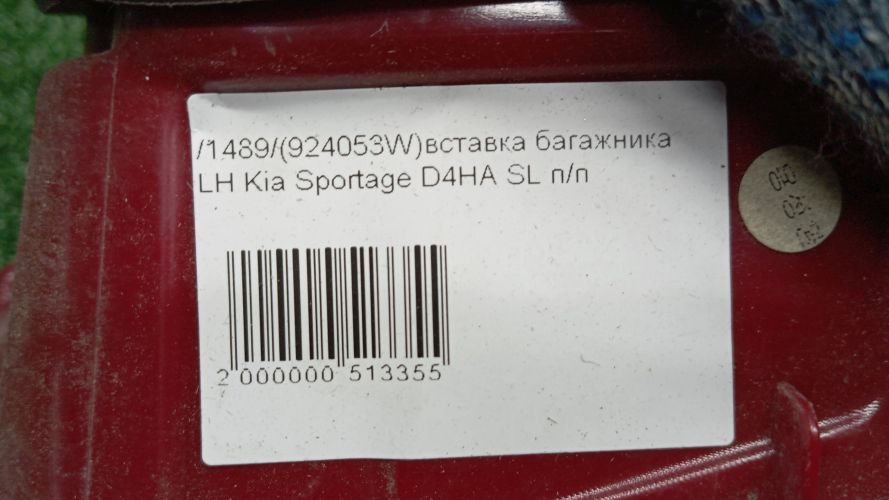 /1489/(924053W)вставка багажника
LH Kia Sportage D4HA SL п/п
2 000000 513355